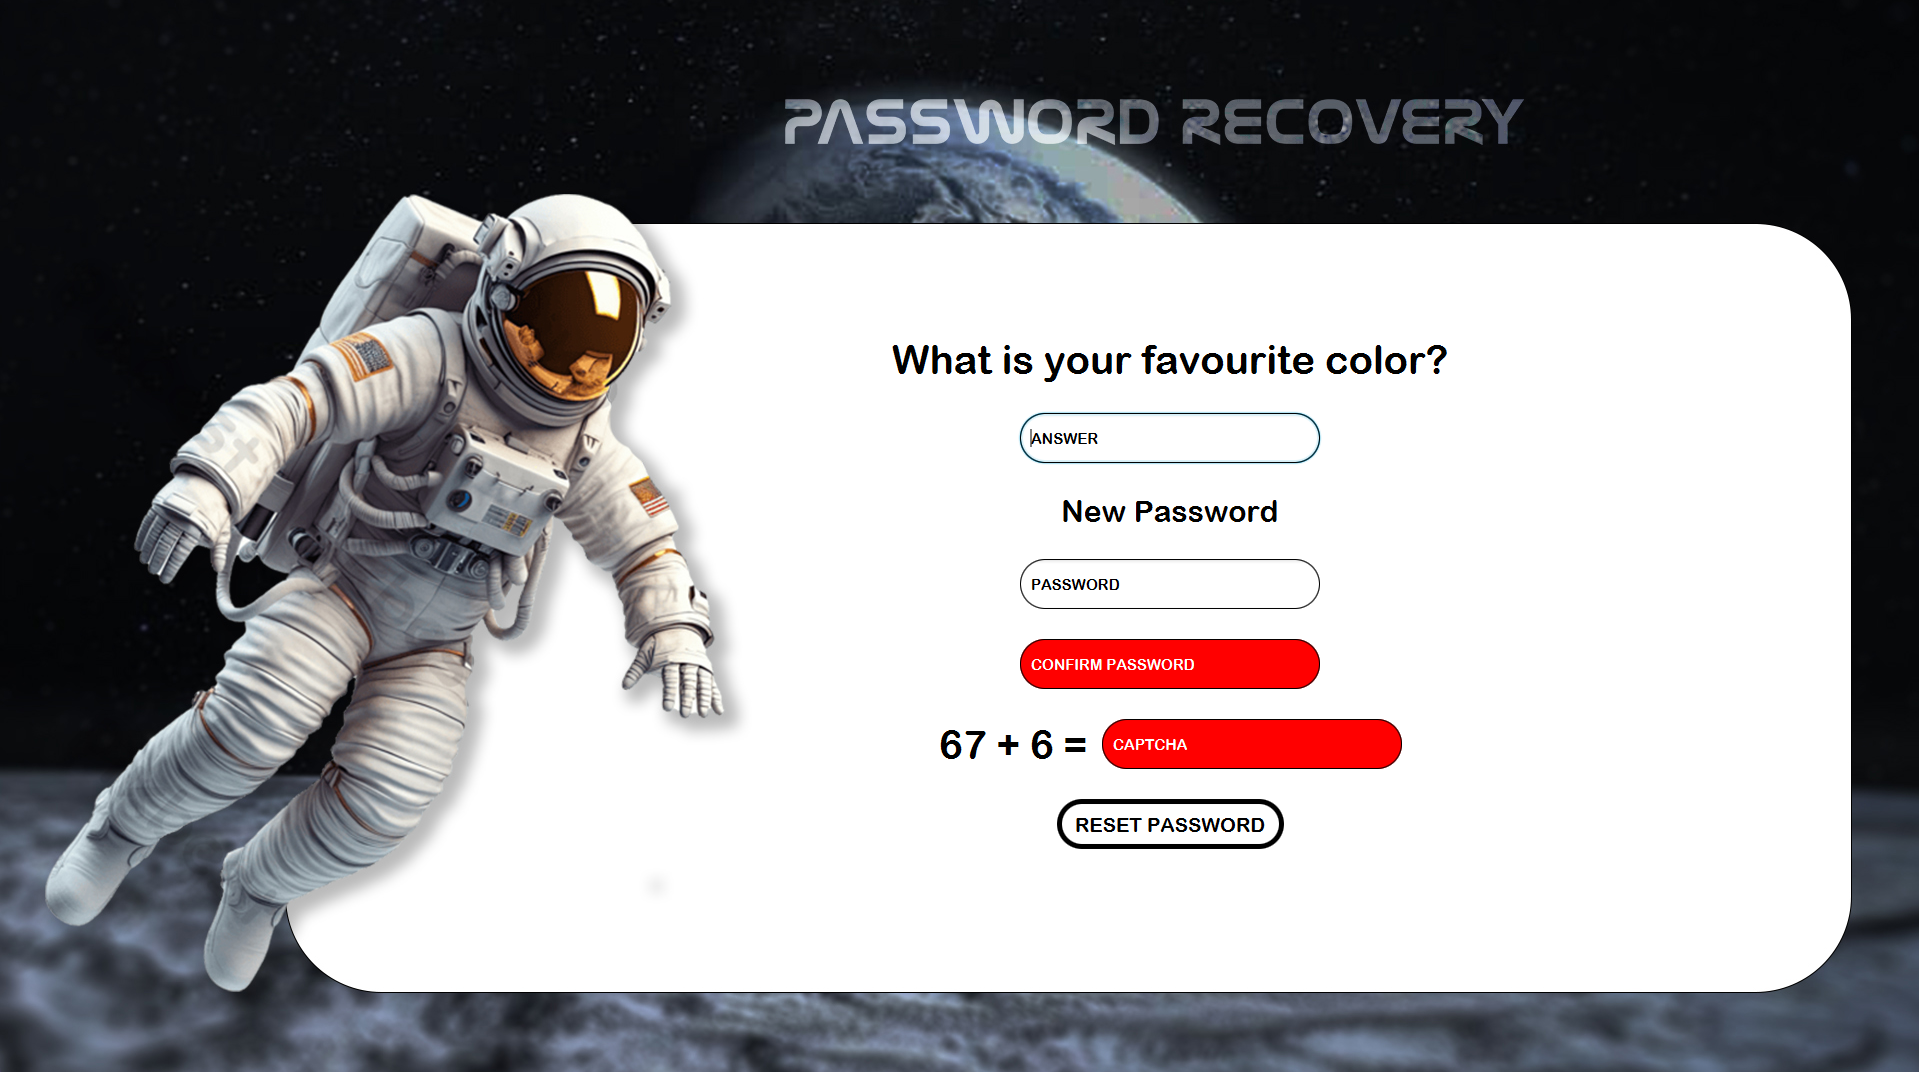 PASSWORD RECOVERY
What is your favourite color?
ANSWER
New Password
PASSWORD
CONFIRM PASSWORD
67 + 6 =
CAPTCHA
RESET PASSWORD